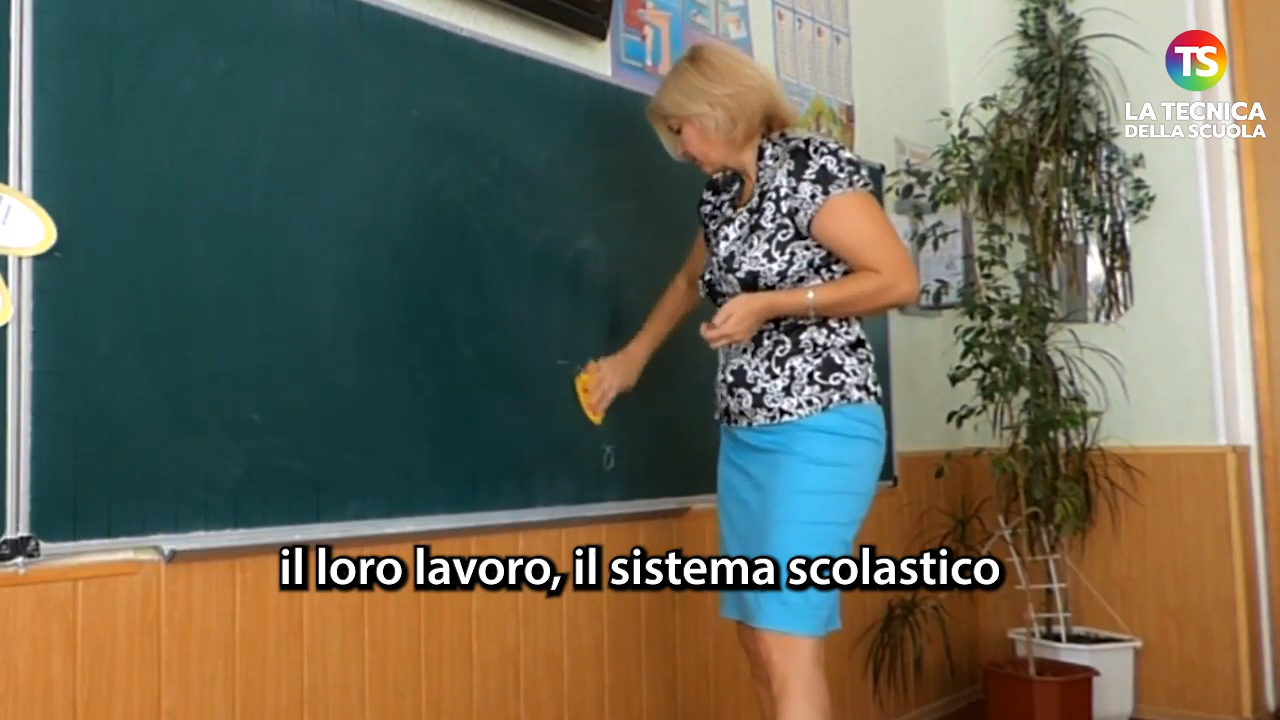 TS
LA TECNICA
DELLA SCUOLA
il loro lavoro, il sistema scolastico